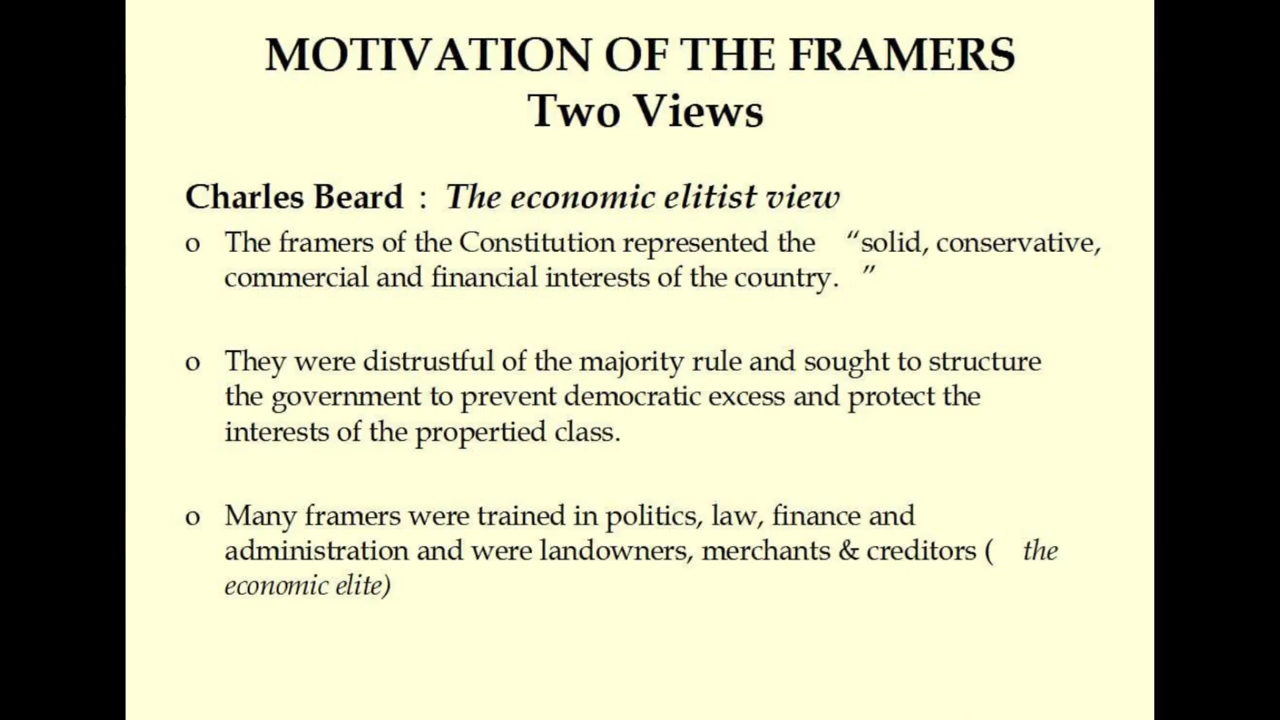 MOTIVATION OF THE FRAMERS
Two Views
Charles Beard : The economic elitist view
o The framers of the Constitution represented the “solid, conservative,
commercial and financial interests of the country. ”
o They were distrustful of the majority rule and sought to structure
the government to prevent democratic excess and protect the
interests of the propertied class.
o Many framers were trained in politics, law, finance and
administration and were landowners, merchants & creditors ( the
economic elite)